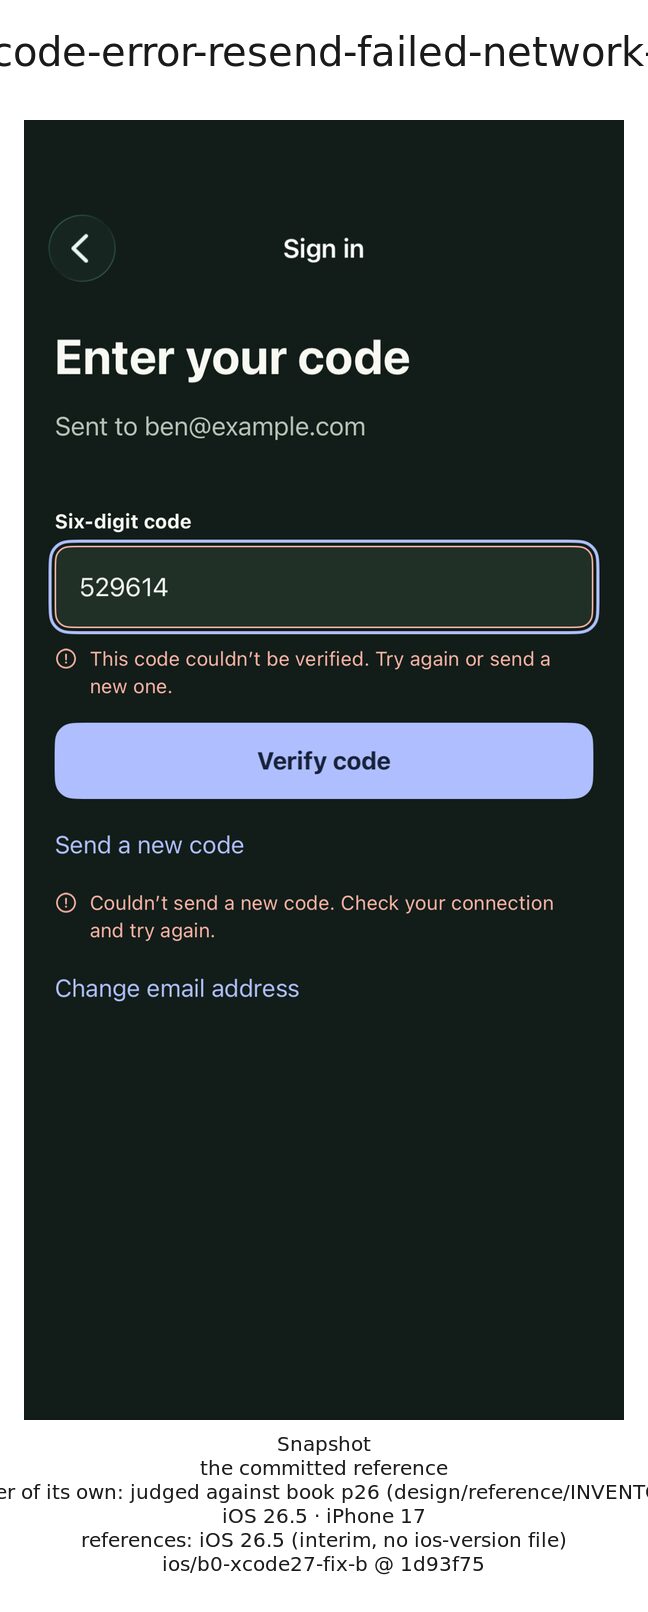 code-error-resend-failed-network-
Sign in
Enter your code
Sent to ben@example.com
Six-digit code
529614
This code couldn’t be verified. Try again or send a
new one.
Verify code
Send a new code
Couldn’t send a new code. Check your connection
and try again.
Change email address
Snapshot
the committed reference
er of its own: judged against book p26 (design/reference/INVENTO
iOS 26.5 · iPhone 17
references: iOS 26.5 (interim, no ios-version file)
ios/b0-xcode27-fix-b @ 1d93f75